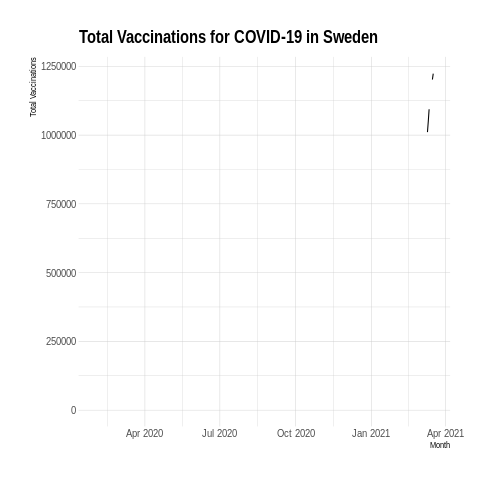 Total Vaccinations for COVID-19 in Sweden
Total Vaccinations
1250000
1000000
750000
500000
250000
0
Apr 2020 Jul 2020 Oct 2020 Jan 2021 Apr 2021
Month